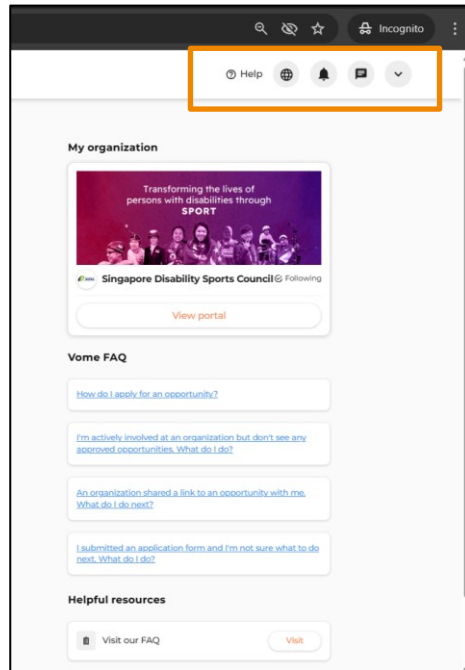 Incognito
Help
My organization
Transforming the lives of
persons with disabilities through
SPORT
Singapore Disability Sports Council Following
View portal
Vome FAQ
How do I apply for an opportunity?
I'm actively involved at an organization but don't see any
approved opportunities. What do I do?
An organization shared a link to an opportunity with me.
What do I do next?
I submitted an application form and I'm not sure what to do
next. What do I do?
Helpful resources
Visit our FAQ Visit